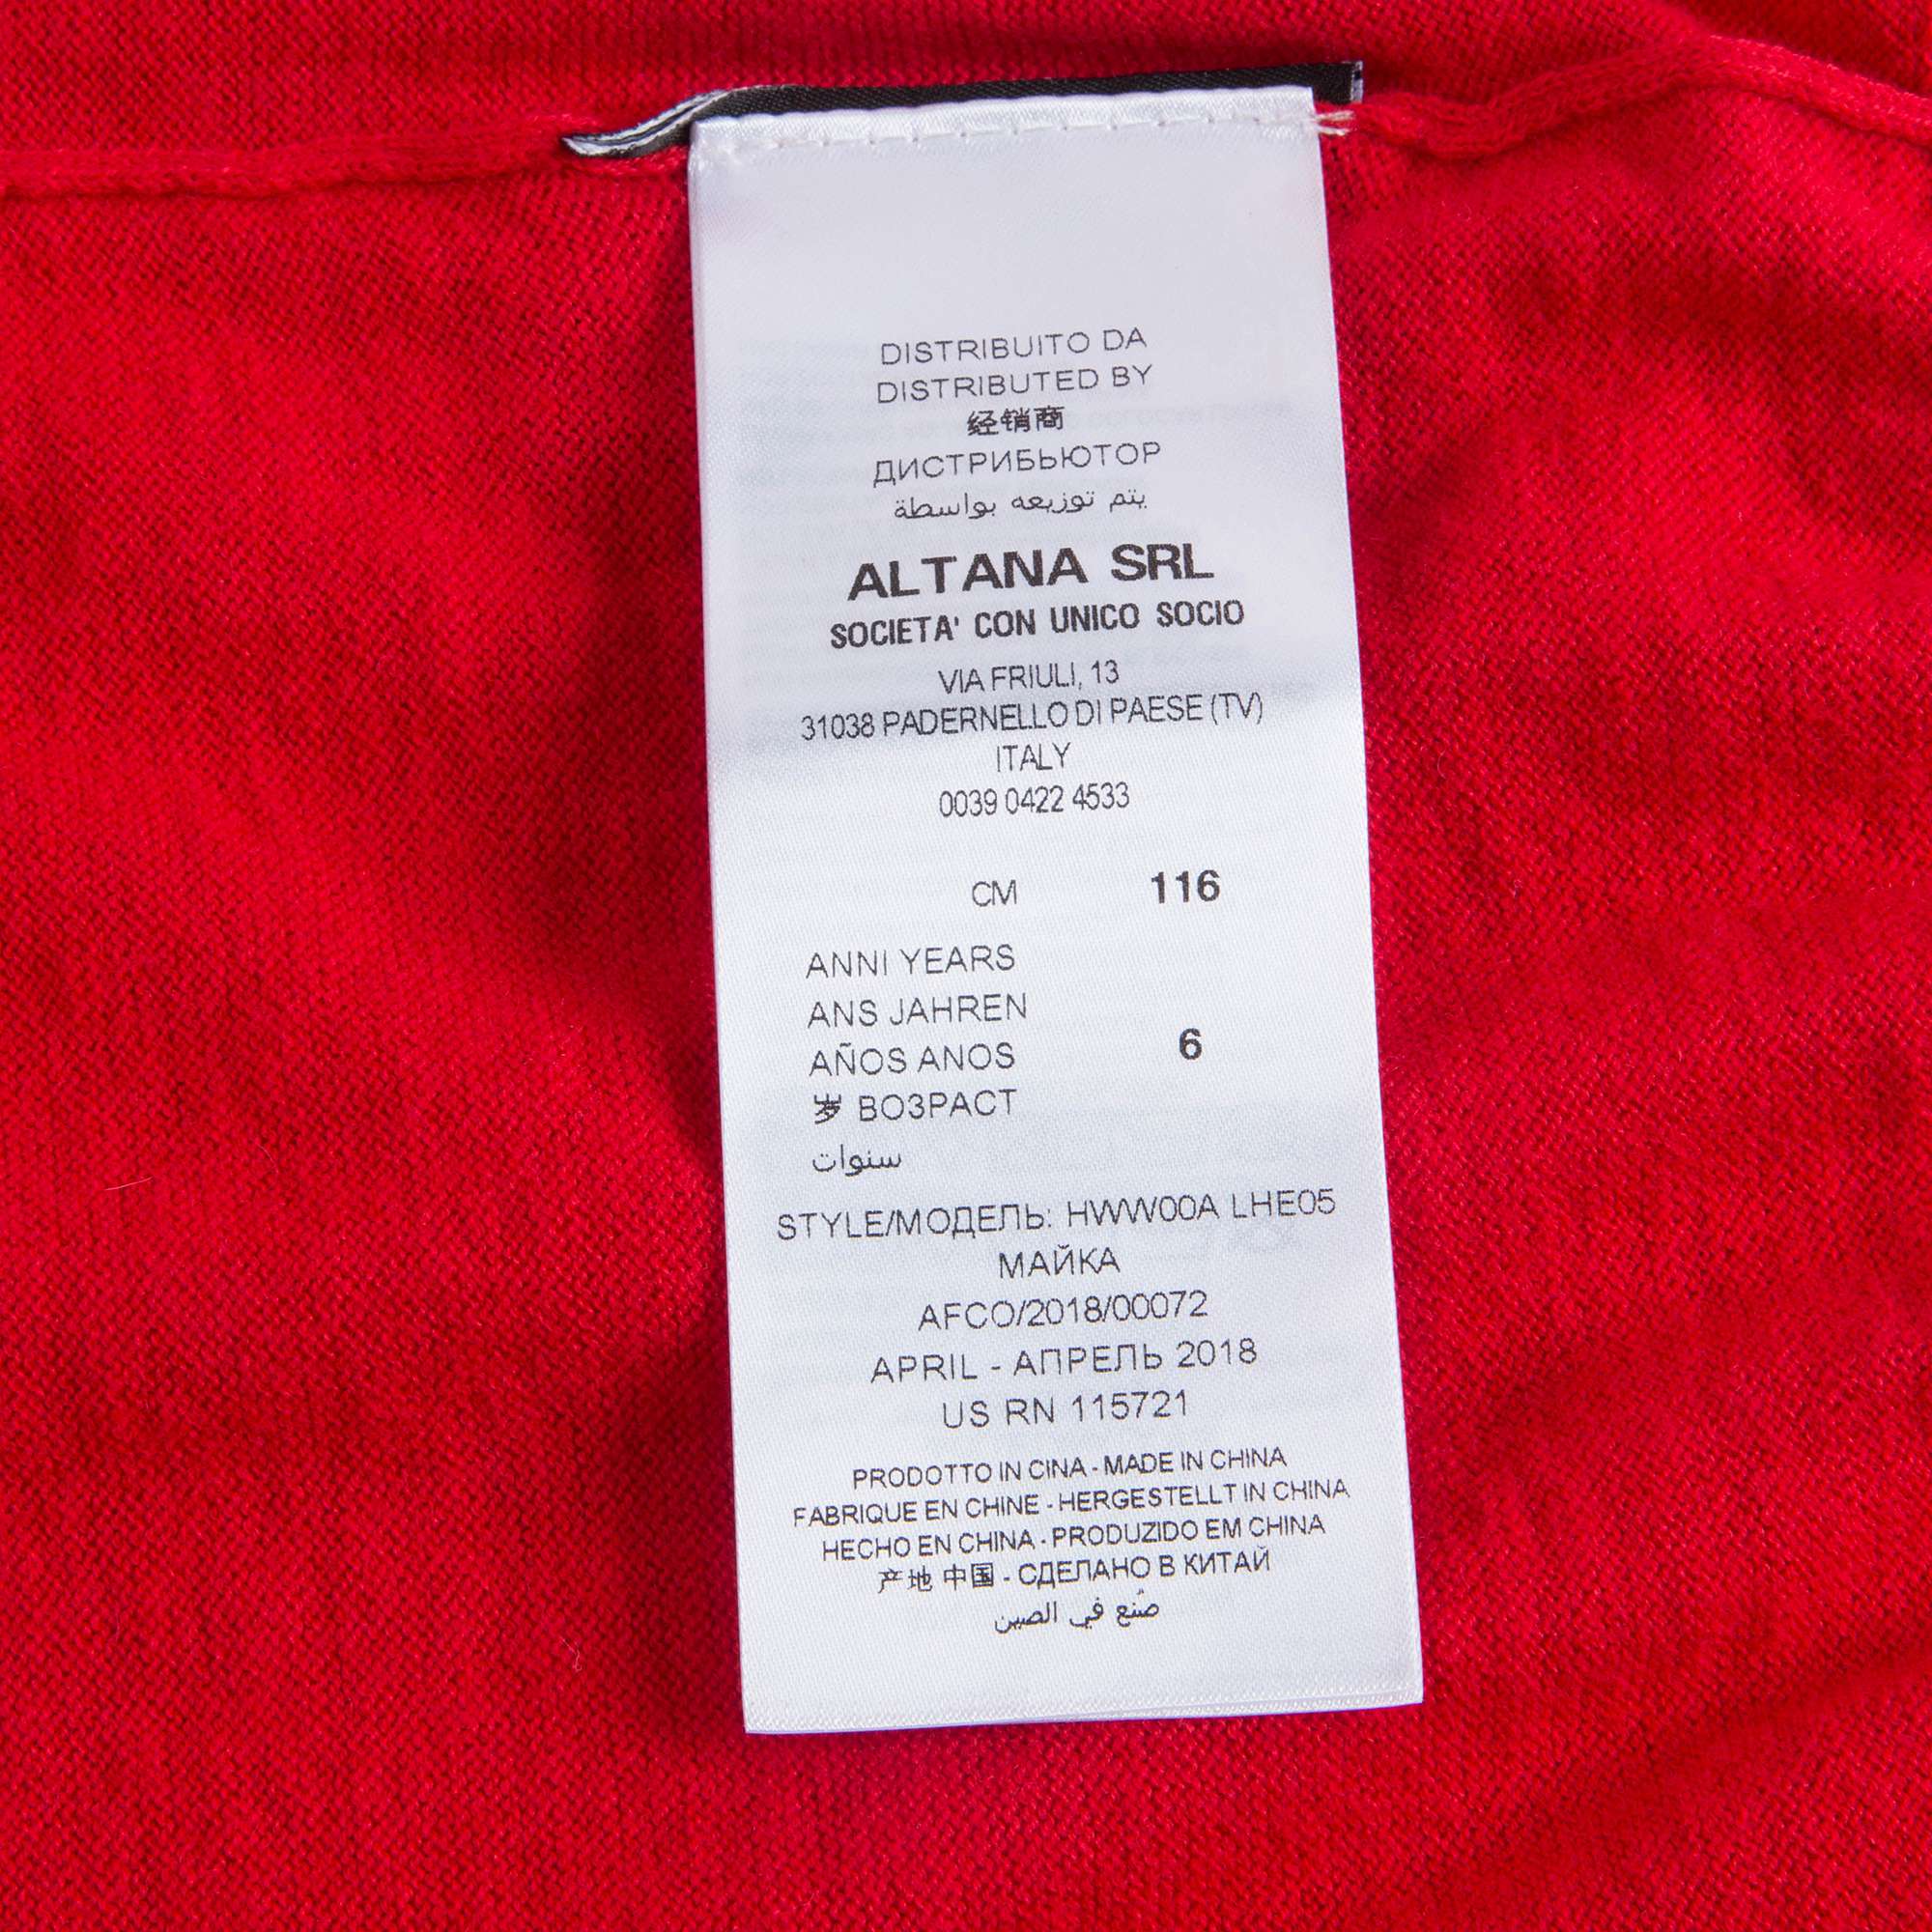 DISTRIBUITO DA
DISTRIBUTED BY
经销商
ДИСТРИБЬЮТОР
يتم توزيعه بواسطة
ALTANA SRL
SOCIETA' CON UNICO SOCIO
VIA FRIULI, 13
31038 PADERNELLO DI PAESE (TV)
ITALY
0039 0422 4533
CM 116
ANNI YEARS
ANS JAHREN
AÑOS ANOS 6
岁 ВОЗРАСТ
سنوات
STYLE/МОДЕЛЬ: HWW00A LHE05
МАЙКА
AFCO/2018/00072
APRIL - АПРЕЛЬ 2018
US RN 115721
PRODOTTO IN CINA - MADE IN CHINA
FABRIQUE EN CHINE - HERGESTELLT IN CHINA
HECHO EN CHINA - PRODUZIDO EM CHINA
产地 中国 - СДЕЛАНО В КИТАЙ
صُنع في الصين